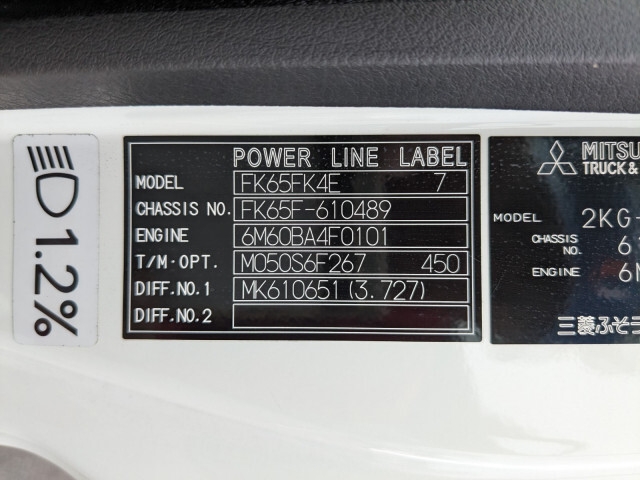 POWER LINE LABEL
MODEL FK65FK4E 7
CHASSIS NO. FK65F-610489
ENGINE 6M60BA4F0101
T/M·OPT. M050S6F267 450
DIFF.NO.1 MK610651(3.727)
DIFF.NO.2
1.2%
MITSU
TRUCK &
MODEL 2KG-
CHASSIS NO. 6
ENGINE 6M
三菱ふそう